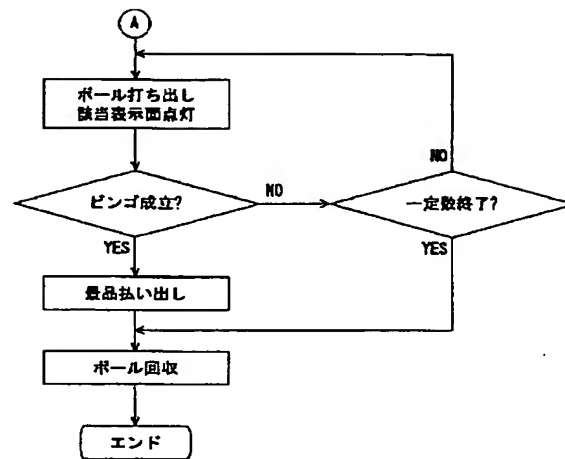 A
ボール打ち出し
該当表示面点灯
NO
ビンゴ成立?
NO
一定数終了?
YES
YES
景品払い出し
ボール回収
エンド